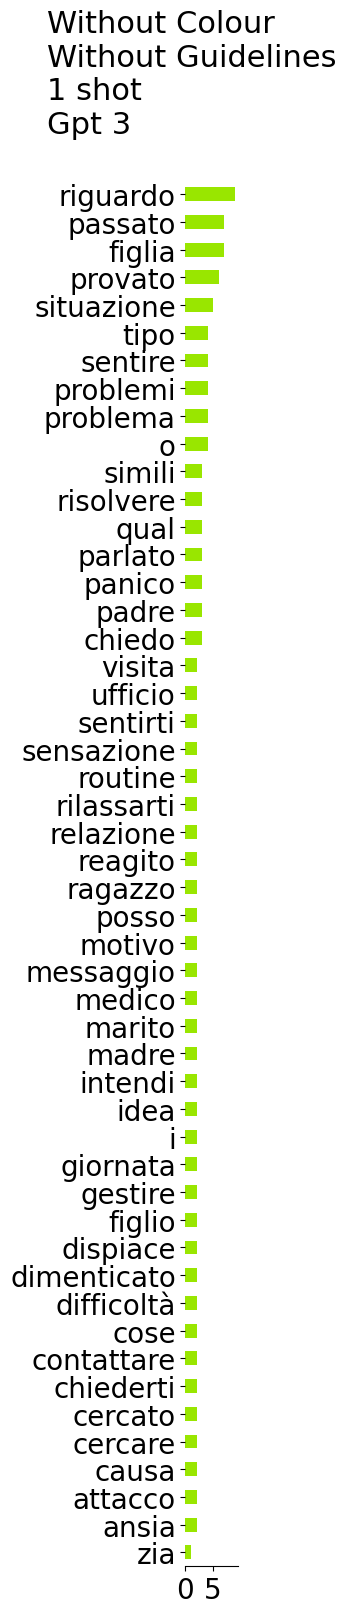 Without Colour
Without Guidelines
1 shot
Gpt 3
riguardo
passato
figlia
provato
situazione
tipo
sentire
problemi
problema
o
simili
risolvere
qual
parlato
panico
padre
chiedo
visita
ufficio
sentirti
sensazione
routine
rilassarti
relazione
reagito
ragazzo
posso
motivo
messaggio
medico
marito
madre
intendi
idea
i
giornata
gestire
figlio
dispiace
dimenticato
difficoltà
cose
contattare
chiederti
cercato
cercare
causa
attacco
ansia
zia
0 5